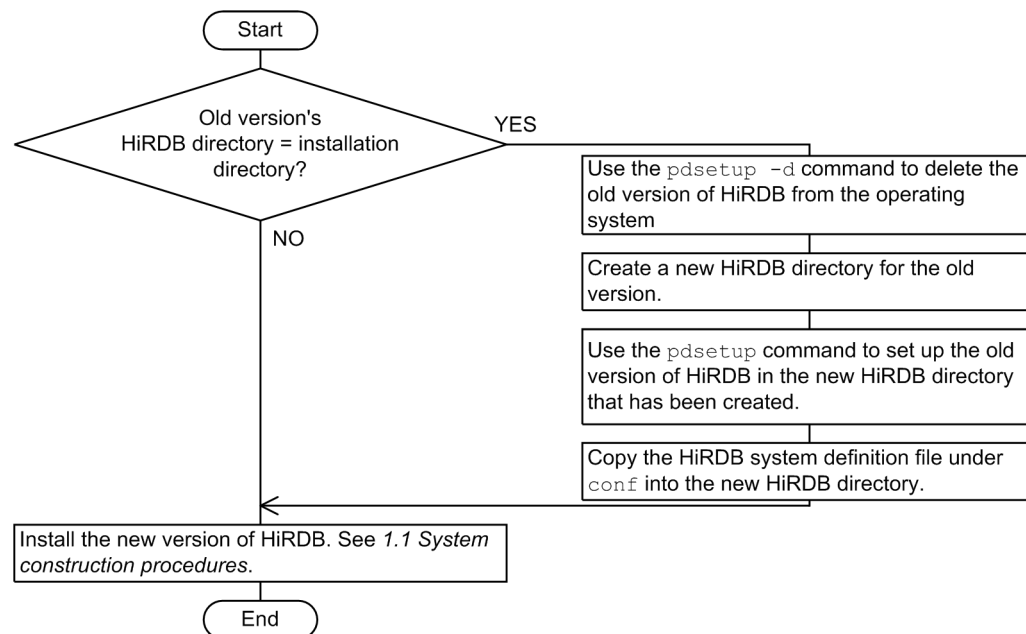 Start
Old version's
HiRDB directory = installation
directory?
YES
NO
Use the pdsetup -d command to delete the
old version of HiRDB from the operating
system
Create a new HiRDB directory for the old
version.
Use the pdsetup command to set up the old
version of HiRDB in the new HiRDB directory
that has been created.
Copy the HiRDB system definition file under
conf into the new HiRDB directory.
Install the new version of HiRDB. See 1.1 System
construction procedures.
End